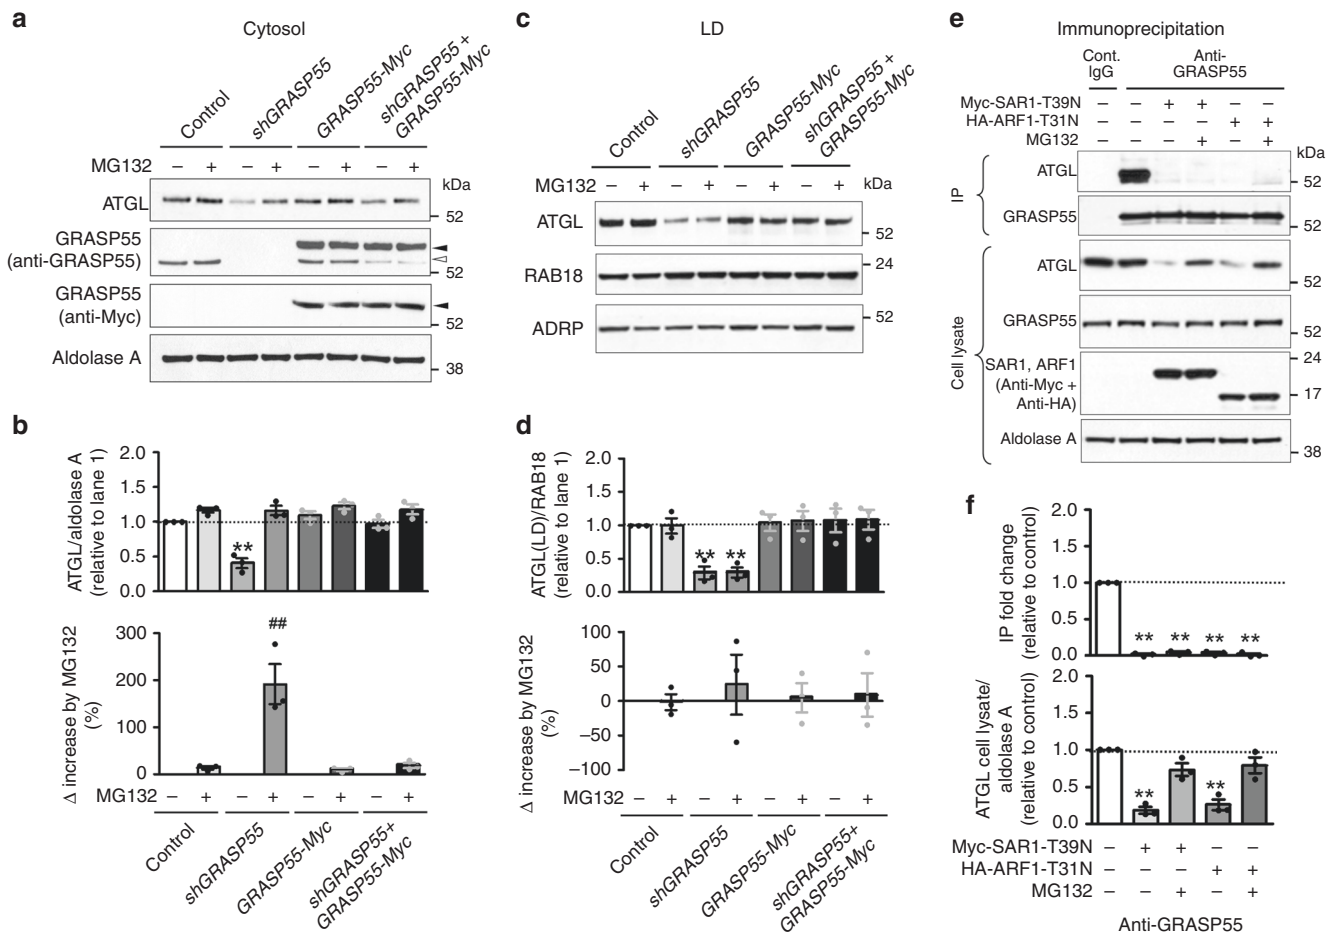 a
Cytosol
Control
shGRASP55
GRASP55-Myc
shGRASP55 +
GRASP55-Myc
MG132 – + – + – + – +
kDa
ATGL
52
GRASP55
(anti-GRASP55)
52
GRASP55
(anti-Myc)
52
Aldolase A
38
b
ATGL/aldolase A
(relative to lane 1)
2.0
1.5
1.0
0.5
0.0
**
Δ increase by MG132
(%)
300
200
100
0
##
MG132 – + – + – + – +
Control
shGRASP55
GRASP55-Myc
shGRASP55+
GRASP55-Myc
c
LD
Control
shGRASP55
GRASP55-Myc
shGRASP55 +
GRASP55-Myc
MG132 – + – + – + – +
kDa
ATGL
52
RAB18
24
ADRP
52
d
ATGL(LD)/RAB18
(relative to lane 1)
2.0
1.5
1.0
0.5
0.0
** **
Δ increase by MG132
(%)
100
50
0
–50
–100
MG132 – + – + – + – +
Control
shGRASP55
GRASP55-Myc
shGRASP55+
GRASP55-Myc
e
Immunoprecipitation
Cont.
IgG
Anti-
GRASP55
Myc-SAR1-T39N – – + + – –
HA-ARF1-T31N – – – – + +
MG132 – – – + – +
kDa
IP
ATGL
52
GRASP55
52
Cell lysate
ATGL
52
GRASP55
52
SAR1, ARF1
(Anti-Myc +
Anti-HA)
24
17
Aldolase A
38
f
IP fold change
(relative to control)
2.0
1.0
0.0
** ** ** **
ATGL cell lysate/
aldolase A
(relative to control)
2.0
1.0
0.0
** **
Myc-SAR1-T39N – + + – –
HA-ARF1-T31N – – – + +
MG132 – – + – +
Anti-GRASP55